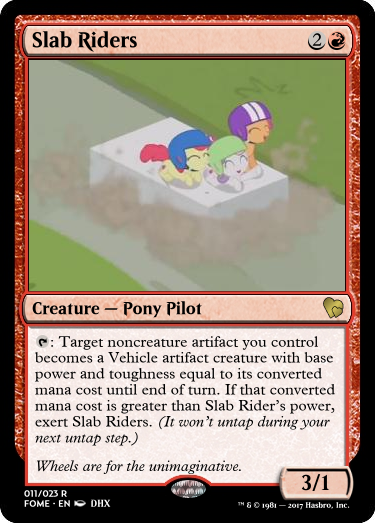 Slab Riders 2
: Target noncreature artifact you control
becomes a Vehicle artifact creature with base
power and toughness equal to its converted
mana cost until end of turn. If that converted
mana cost is greater than Slab Rider's power,
exert Slab Riders. (It won't untap during your
next untap step.)
Wheels are for the unimaginative.
Creature — Pony Pilot
3/1
011/023 R
FOME • EN DHX
™ & © 1981 — 2017 Hasbro, Inc.